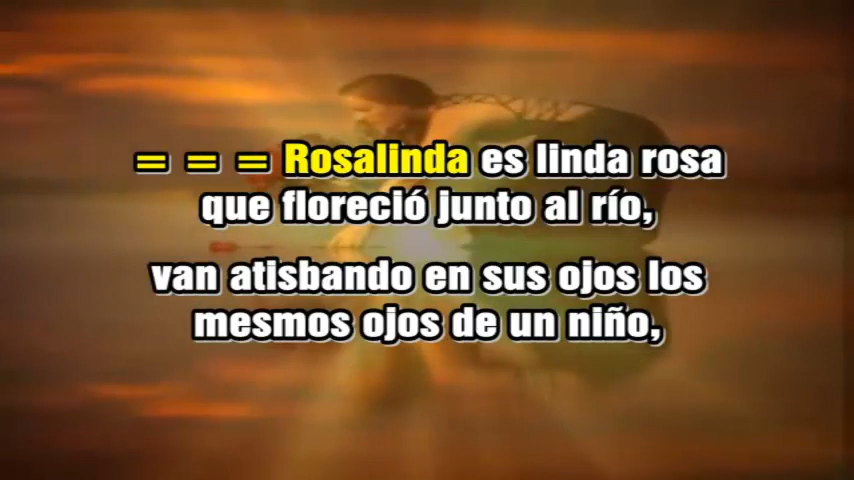 = = = Rosalinda es linda rosa
que floreció junto al río,
van atisbando en sus ojos los
mesmos ojos de un niño,